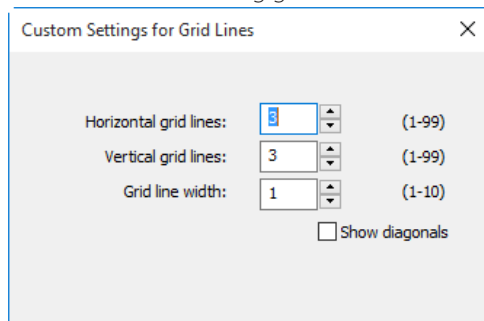 Custom Settings for Grid Lines
Horizontal grid lines: 3 (1-99)
Vertical grid lines: 3 (1-99)
Grid line width: 1 (1-10)
Show diagonals